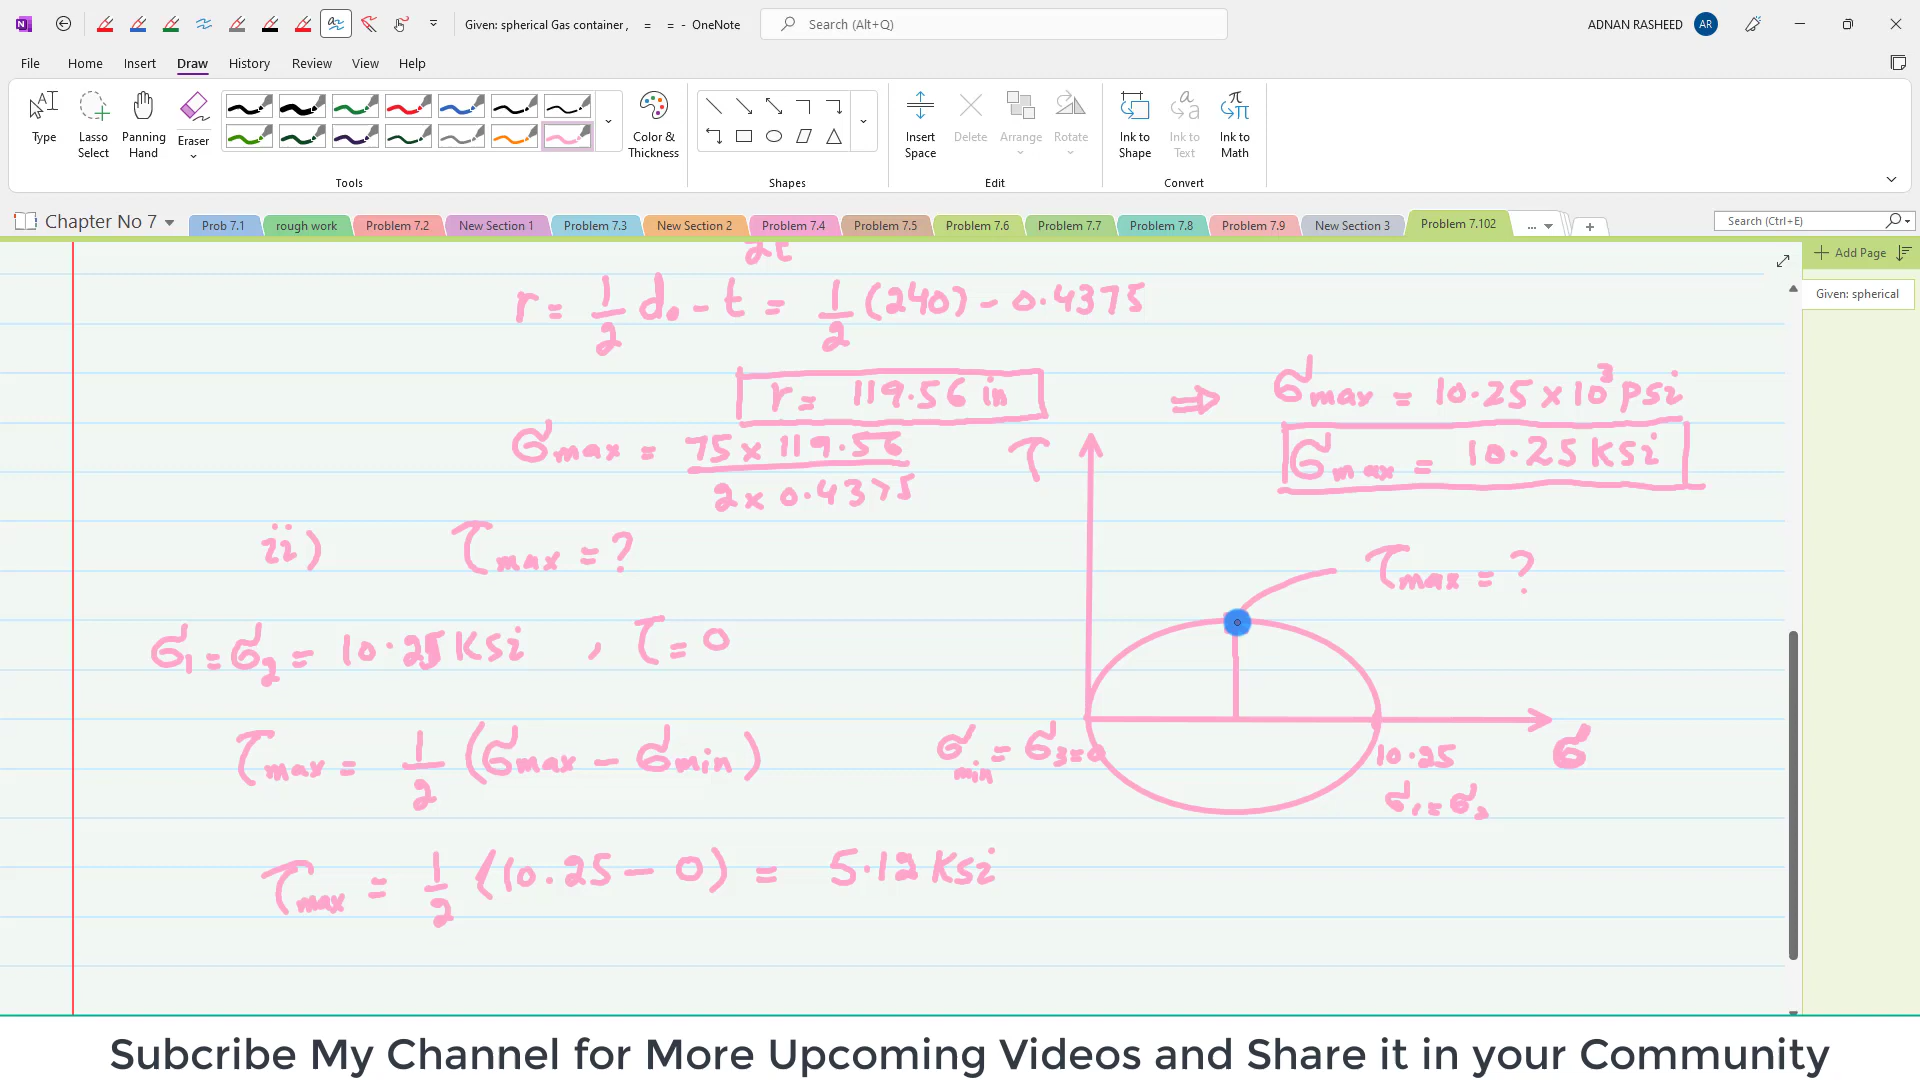 Given: spherical Gas container, = = - OneNote
Search (Alt+Q)
ADNAN RASHEED AR
File Home Insert Draw History Review View Help
Type
Lasso Select
Panning Hand
Eraser
Color & Thickness
Insert Space
Delete
Arrange
Rotate
Ink to Shape
Ink to Text
Ink to Math
Tools Shapes Edit Convert
Chapter No 7
Prob 7.1 rough work Problem 7.2 New Section 1 Problem 7.3 New Section 2 Problem 7.4 Problem 7.5 Problem 7.6 Problem 7.7 Problem 7.8 Problem 7.9 New Section 3 Problem 7.102 ... +
Search (Ctrl+E)
Add Page
Given: spherical
2t
r = 1/2 d₀ - t = 1/2 (240) - 0.4375
r = 119.56 in
⇒ σmax = 10.25 x 10³ psi
σmax = 75 x 119.56 / 2 x 0.4375
σmax = 10.25 Ksi
ii) τmax = ?
σ₁ = σ₂ = 10.25 Ksi , τ = 0
τmax = 1/2 (σmax - σmin)
τmax = 1/2 (10.25 - 0) = 5.12 Ksi
τ
τmax = ?
σmin = σ₃ = 0
10.25
σ₁ = σ₂
σ
Subcribe My Channel for More Upcoming Videos and Share it in your Community